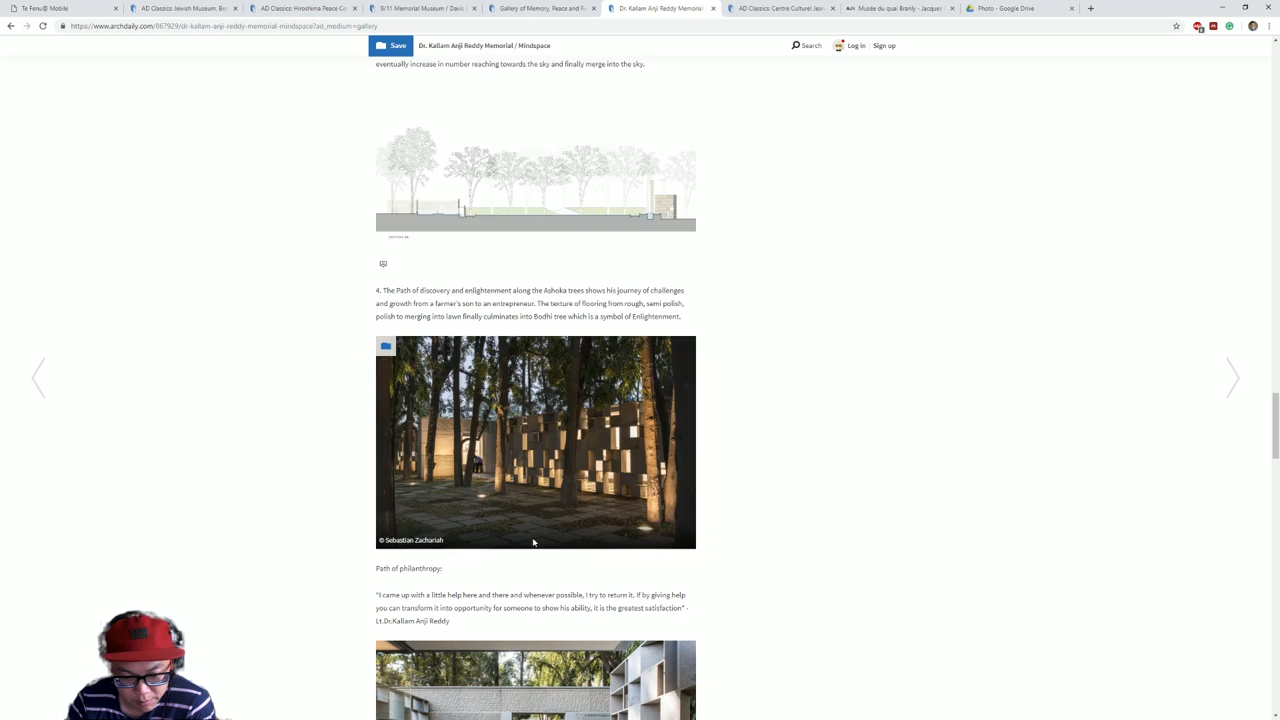 Te Fenu@ Mobile
AD Classics: Jewish Museum, Be
AD Classics: Hiroshima Peace Ce
9/11 Memorial Museum / Davis
Gallery of Memory, Peace and R
Dr. Kallam Anji Reddy Memorial
AD Classics: Centre Culturel Jean
Musée du quai Branly - Jacques
Photo - Google Drive
https://www.archdaily.com/867929/dr-kallam-anji-reddy-memorial-mindspace?ad_medium=gallery
Save
Dr. Kallam Anji Reddy Memorial / Mindspace
Search
Log in
Sign up
eventually increase in number reaching towards the sky and finally merge into the sky.
4. The Path of discovery and enlightenment along the Ashoka trees shows his journey of challenges
and growth from a farmer's son to an entrepreneur. The texture of flooring from rough, semi polish,
polish to merging into lawn finally culminates into Bodhi tree which is a symbol of Enlightenment.
© Sebastian Zachariah
Path of philanthropy:
"I came up with a little help here and there and whenever possible, I try to return it. If by giving help
you can transform it into opportunity for someone to show his ability, it is the greatest satisfaction" -
Lt.Dr.Kallam Anji Reddy